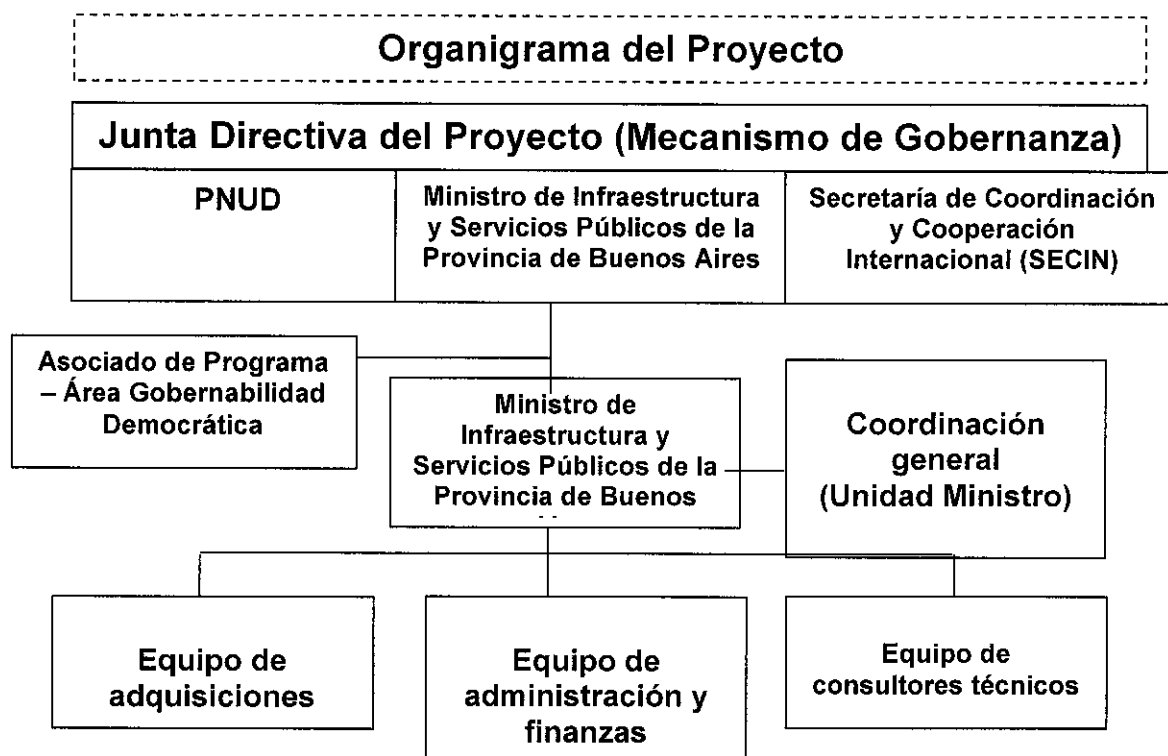 Organigrama del Proyecto
Junta Directiva del Proyecto (Mecanismo de Gobernanza)
PNUD
Ministro de Infraestructura
y Servicios Públicos de la
Provincia de Buenos Aires
Secretaría de Coordinación
y Cooperación
Internacional (SECIN)
Asociado de Programa
– Área Gobernabilidad
Democrática
Ministro de
Infraestructura y
Servicios Públicos de la
Provincia de Buenos
Coordinación
general
(Unidad Ministro)
Equipo de
adquisiciones
Equipo de
administración y
finanzas
Equipo de
consultores técnicos